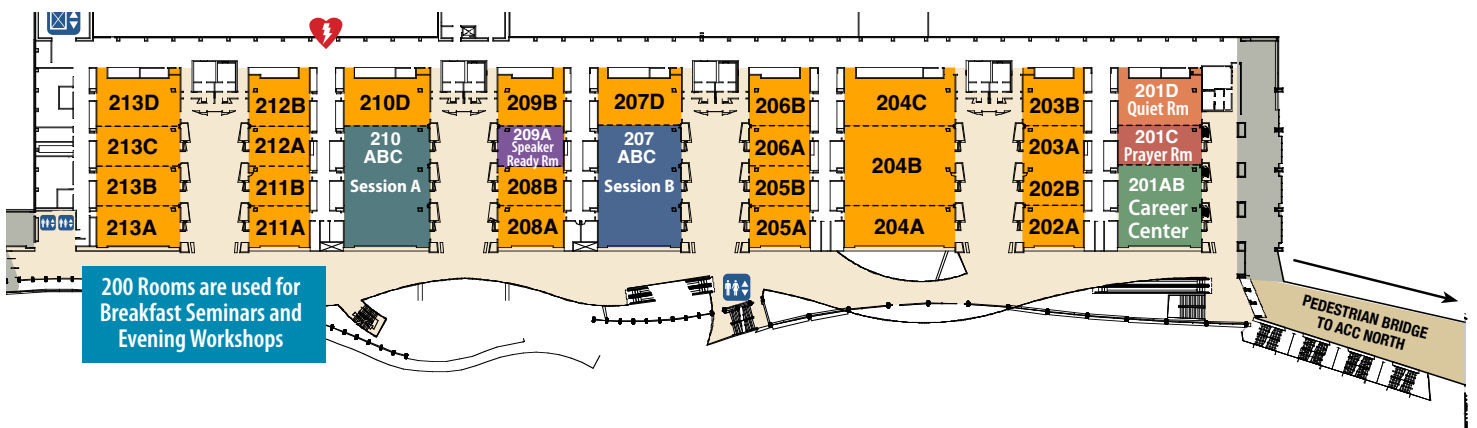 213D
213C
213B
213A
212B
212A
211B
211A
210D
210
ABC
Session A
209B
209A
Speaker
Ready Rm
208B
208A
207D
207
ABC
Session B
206B
206A
205B
205A
204C
204B
204A
203B
203A
202B
202A
201D
Quiet Rm
201C
Prayer Rm
201AB
Career
Center
200 Rooms are used for
Breakfast Seminars and
Evening Workshops
PEDESTRIAN BRIDGE
TO ACC NORTH